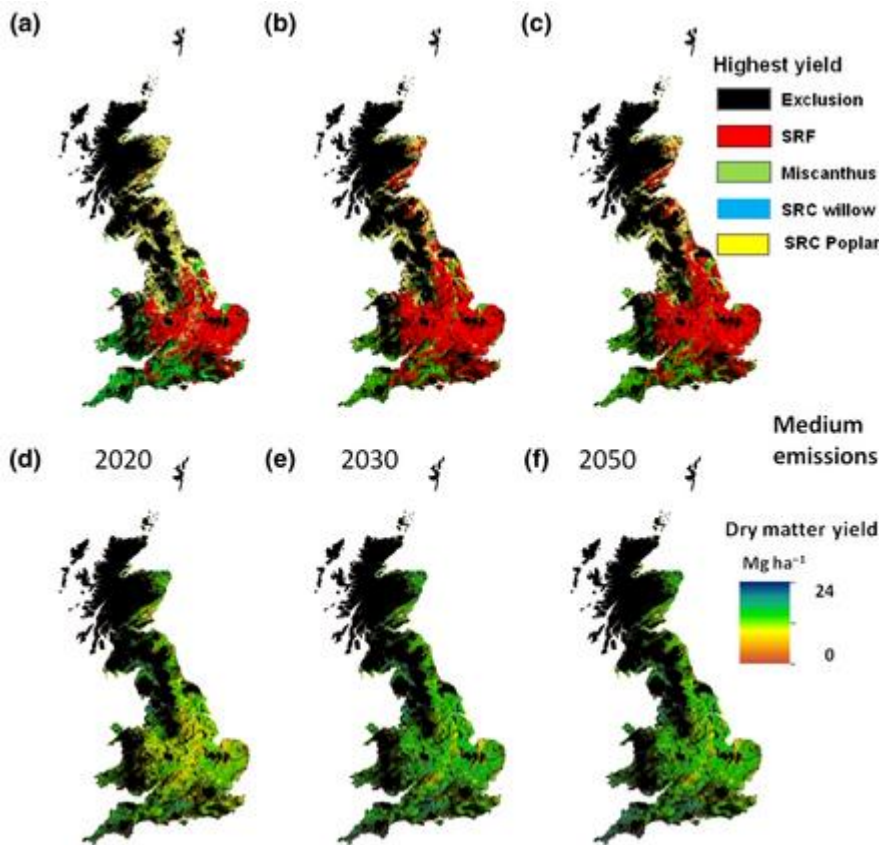 (a)
(b)
(c)
Highest yield
Exclusion
SRF
Miscanthus
SRC willow
SRC Poplar
Medium
emissions
(d) 2020
(e) 2030
(f) 2050
Dry matter yield
Mg ha⁻¹
24
0